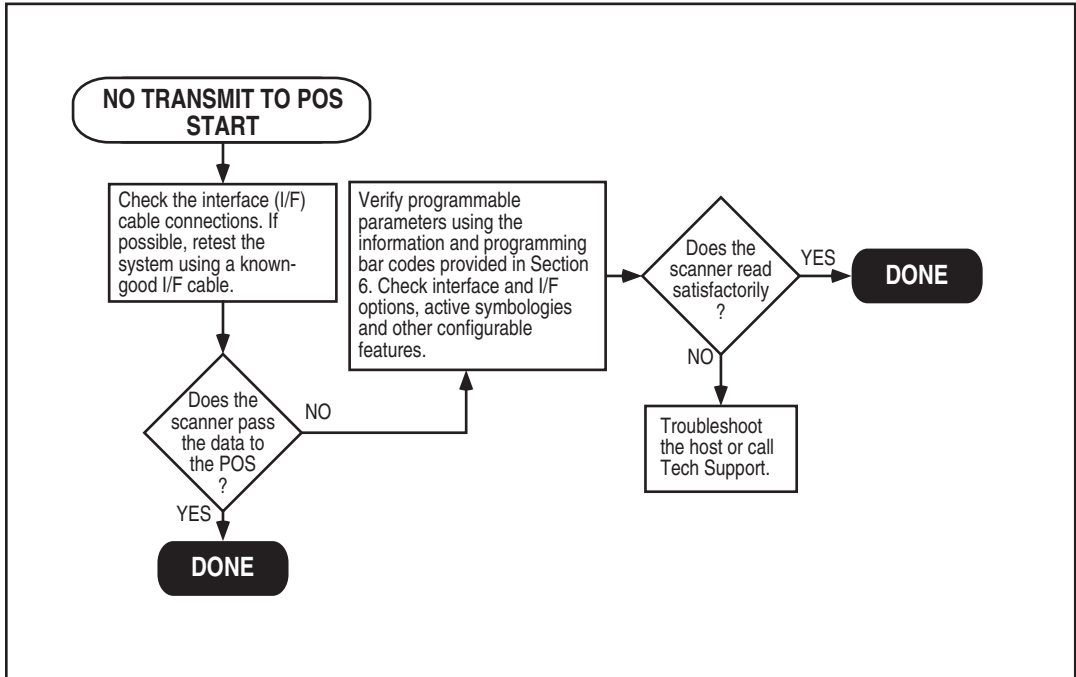 NO TRANSMIT TO POS
START
Check the interface (I/F)
cable connections. If
possible, retest the
system using a known-
good I/F cable.
Does the
scanner pass
the data to
the POS
?
NO
YES
DONE
Verify programmable
parameters using the
information and programming
bar codes provided in Section
6. Check interface and I/F
options, active symbologies
and other configurable
features.
Does the
scanner read
satisfactorily
?
YES
DONE
NO
Troubleshoot
the host or call
Tech Support.